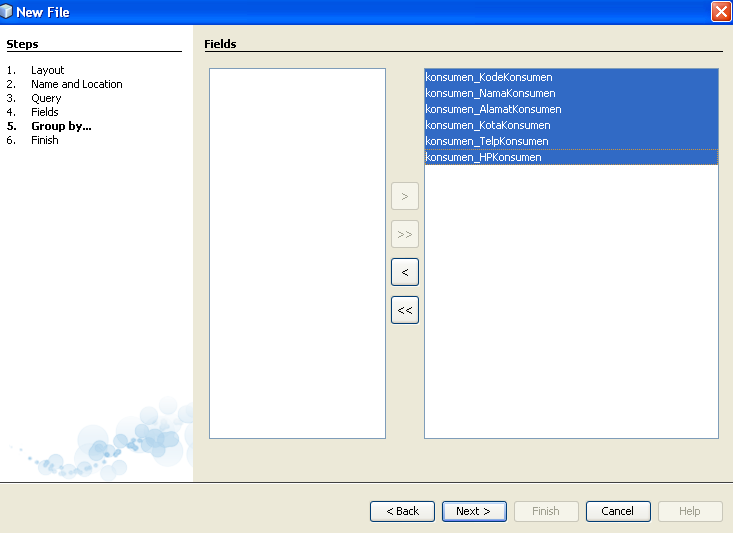 New File
Steps
1. Layout
2. Name and Location
3. Query
4. Fields
5. Group by...
6. Finish
Fields
konsumen_KodeKonsumen
konsumen_NamaKonsumen
konsumen_AlamatKonsumen
konsumen_KotaKonsumen
konsumen_TelpKonsumen
konsumen_HPKonsumen
>
>>
<
<<
< Back
Next >
Finish
Cancel
Help